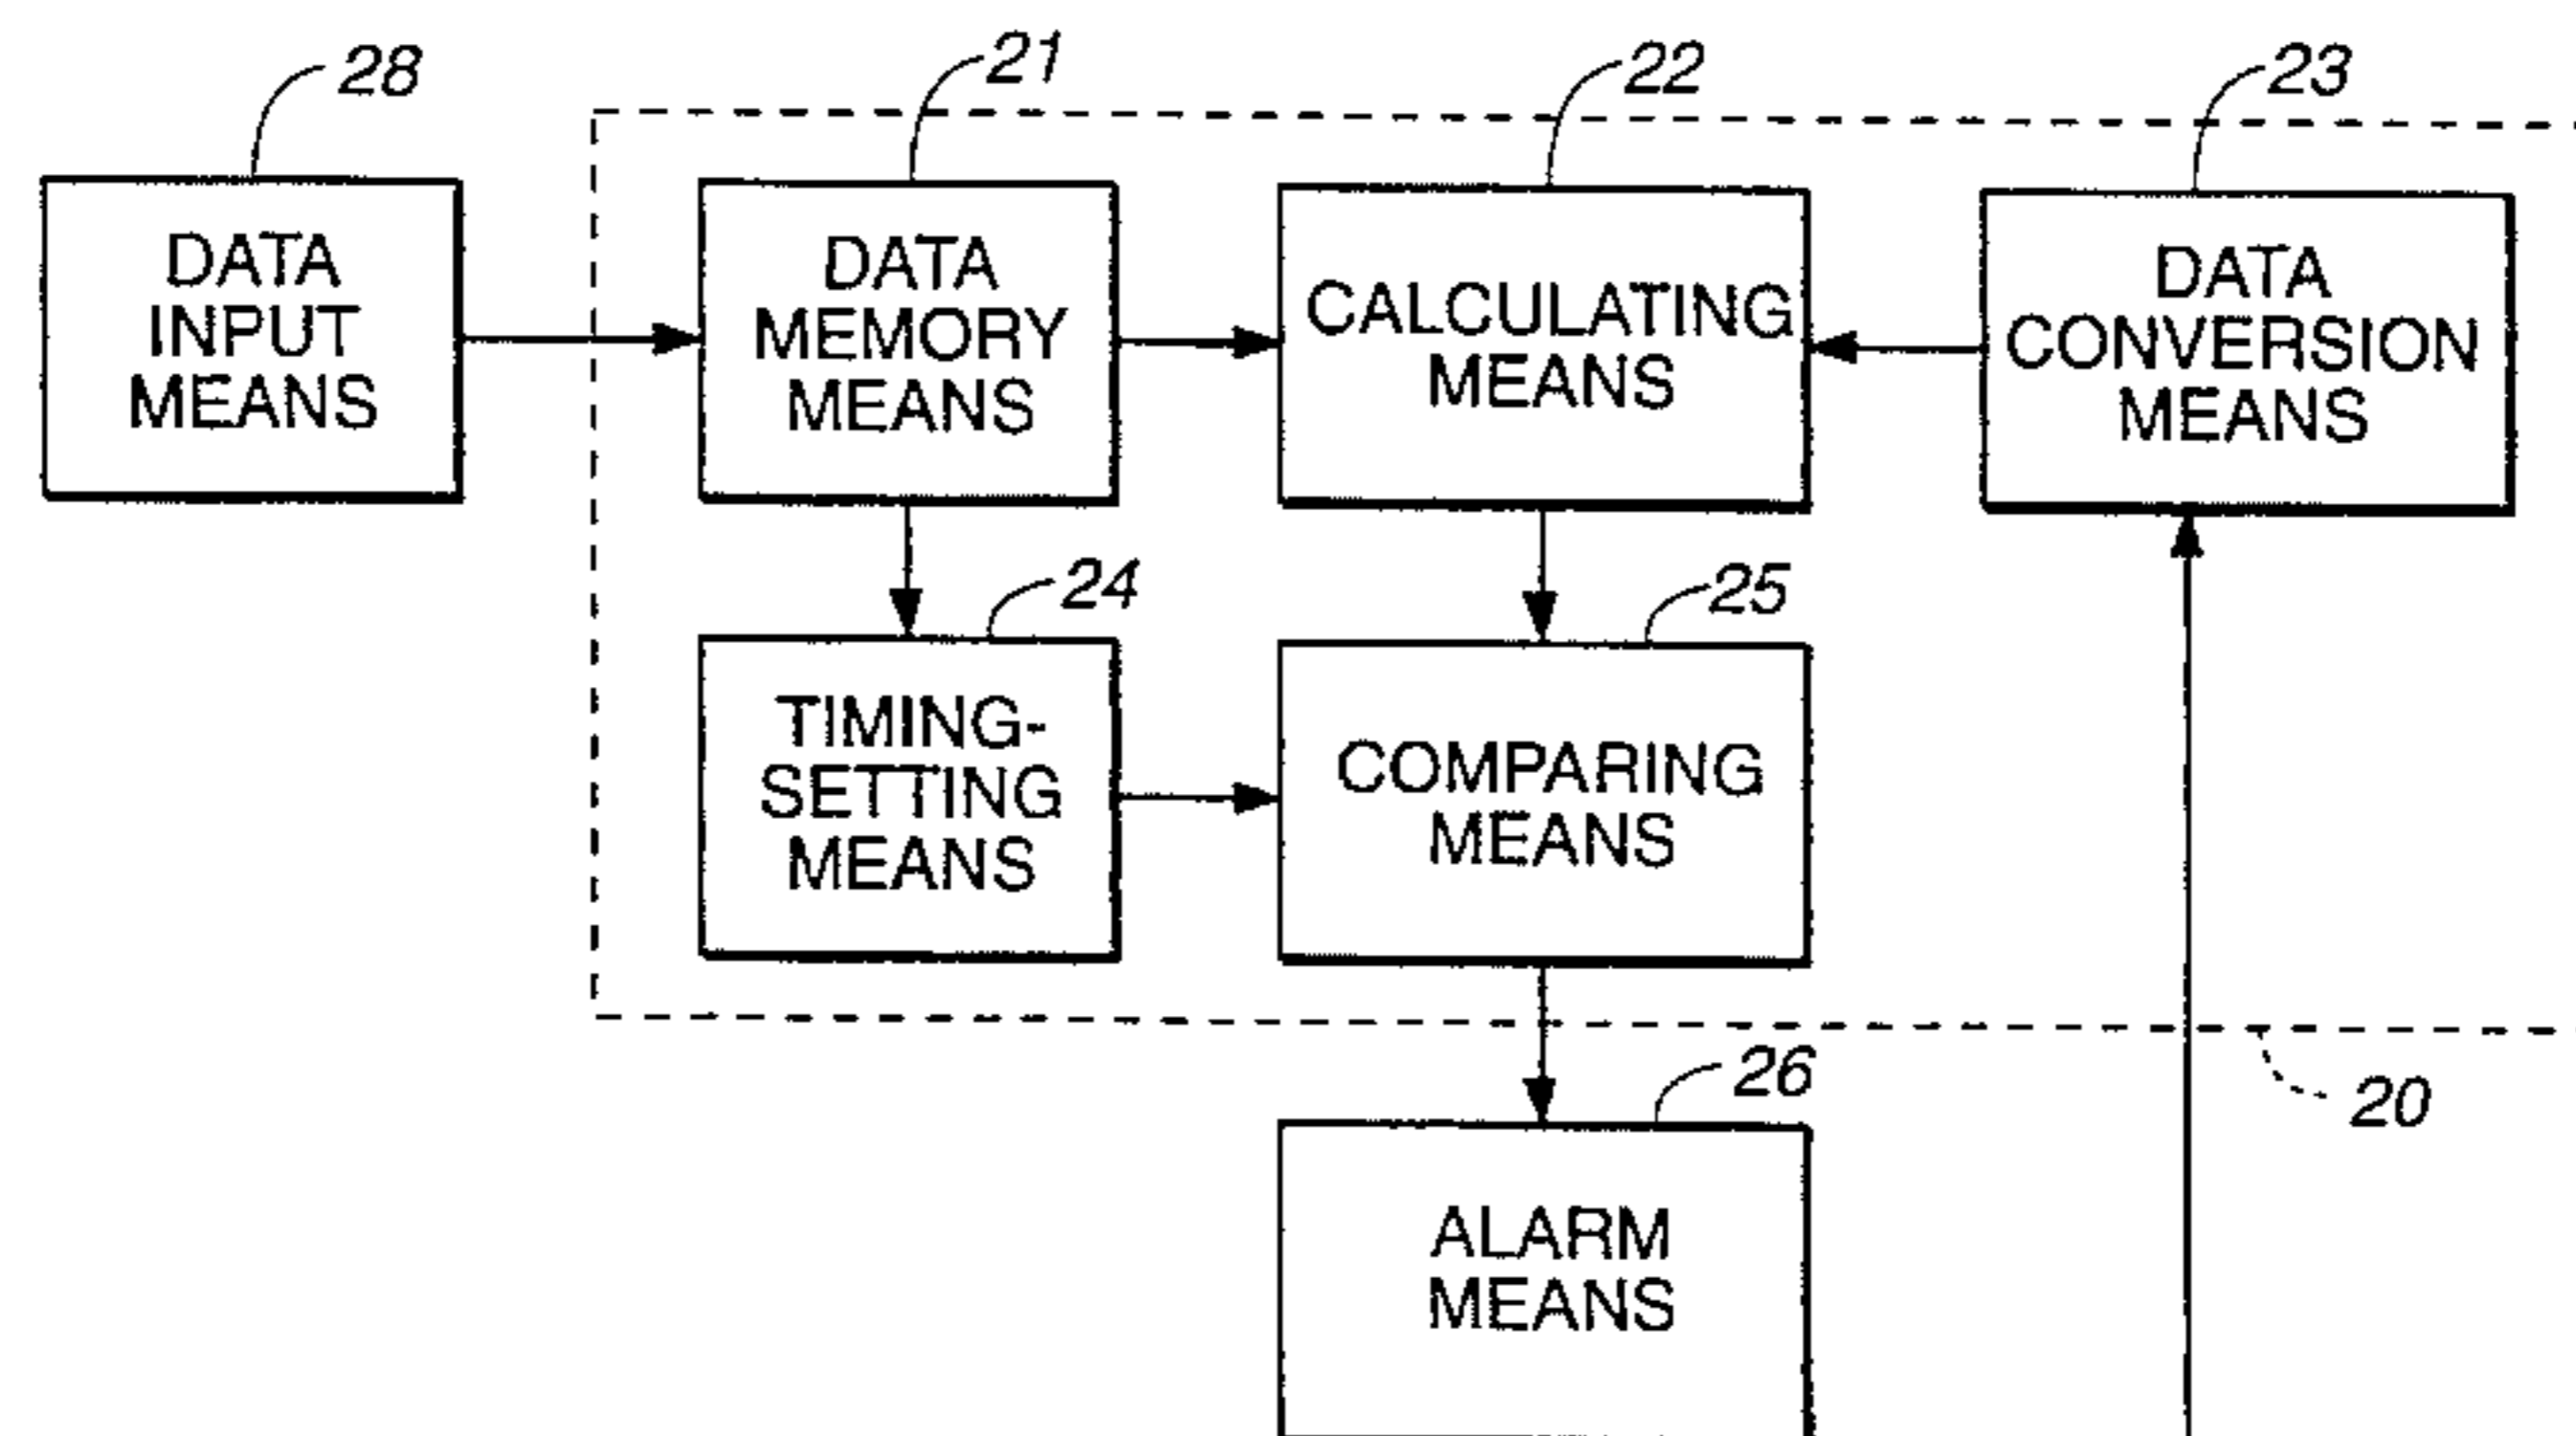 28
21
22
23
DATA
INPUT
MEANS
DATA
MEMORY
MEANS
CALCULATING
MEANS
DATA
CONVERSION
MEANS
24
25
TIMING-
SETTING
MEANS
COMPARING
MEANS
26
20
ALARM
MEANS